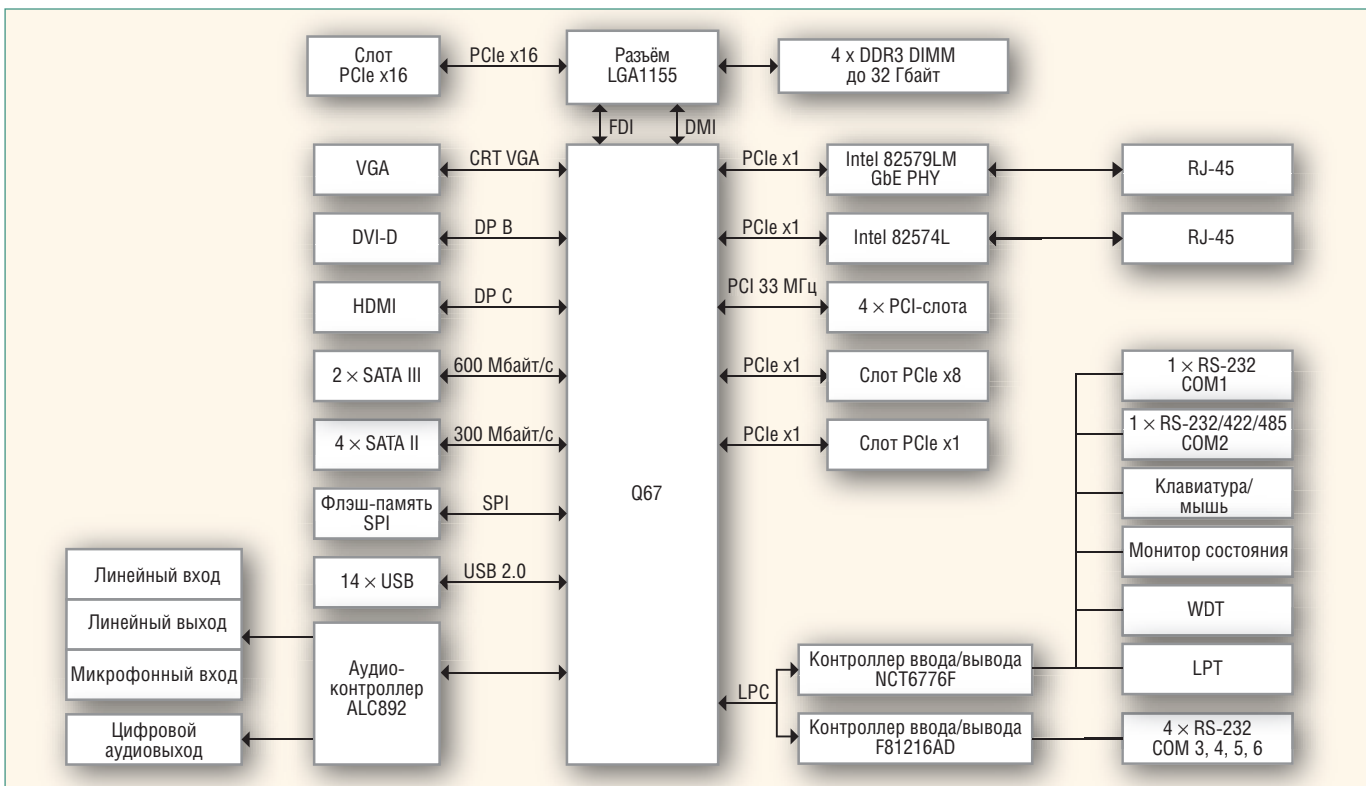 Слот
PCIe x16
PCIe x16
Разъём
LGA1155
4 x DDR3 DIMM
до 32 Гбайт
FDI
DMI
VGA
CRT VGA
PCIe x1
Intel 82579LM
GbE PHY
RJ-45
DVI-D
DP B
PCIe x1
Intel 82574L
RJ-45
HDMI
DP C
PCI 33 МГц
4 × PCI-слота
2 × SATA III
600 Мбайт/с
PCIe x1
Слот PCIe x8
4 × SATA II
300 Мбайт/с
PCIe x1
Слот PCIe x1
Q67
Флэш-память
SPI
SPI
14 × USB
USB 2.0
Линейный вход
Линейный выход
Микрофонный вход
Цифровой
аудиовыход
Аудио-
контроллер
ALC892
LPC
Контроллер ввода/вывода
NCT6776F
Контроллер ввода/вывода
F81216AD
1 × RS-232
COM1
1 × RS-232/422/485
COM2
Клавиатура/
мышь
Монитор состояния
WDT
LPT
4 × RS-232
COM 3, 4, 5, 6